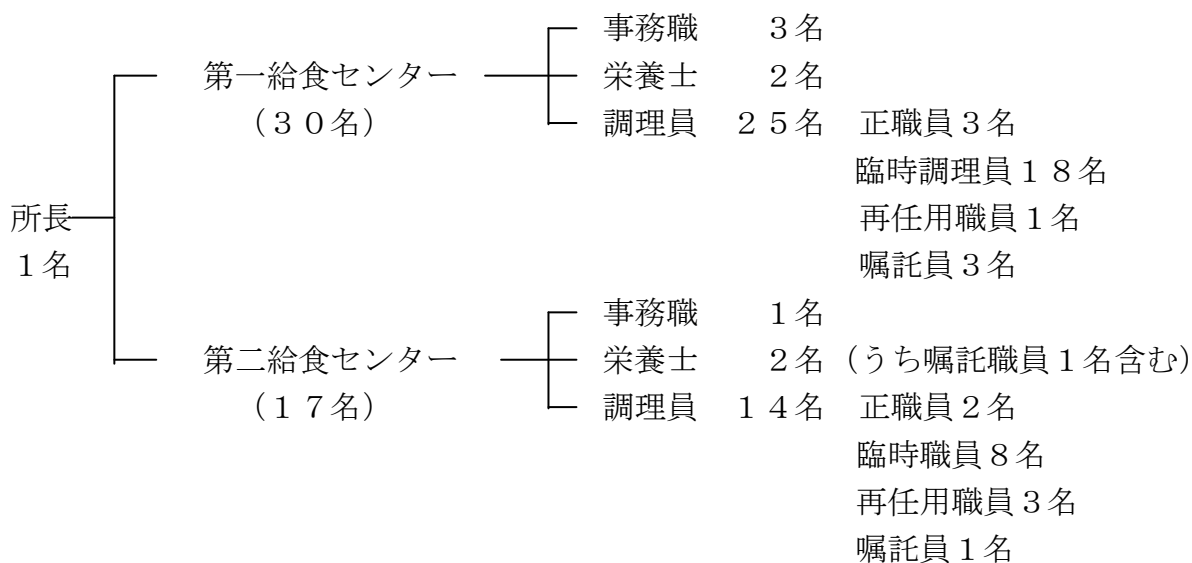 事務職 ３名
第一給食センター 栄養士 ２名
（３０名） 調理員 ２５名 正職員３名
臨時調理員１８名
所長 再任用職員１名
１名 嘱託員３名
事務職 １名
第二給食センター 栄養士 ２名（うち嘱託職員１名含む）
（１７名） 調理員 １４名 正職員２名
臨時職員８名
再任用職員３名
嘱託員１名